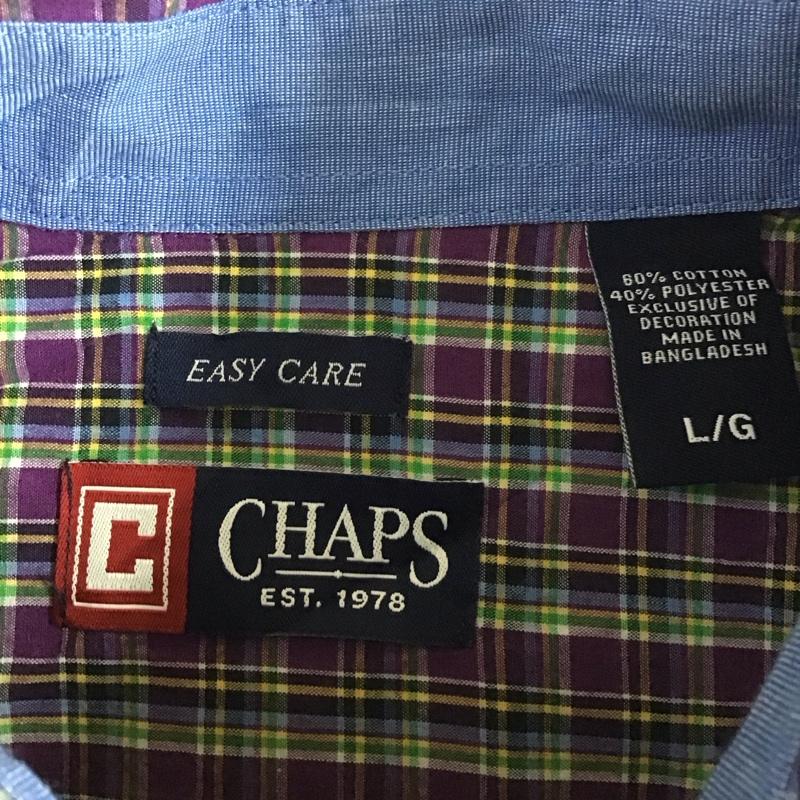 60% COTTON
40% POLYESTER
EXCLUSIVE OF
DECORATION
MADE IN
BANGLADESH
L/G
EASY CARE
C
CHAPS
EST. 1978